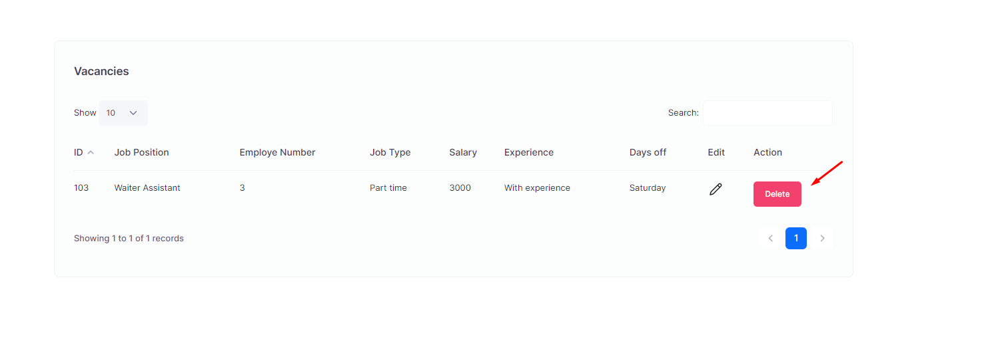 Vacancies
Show 10 Search:
ID Job Position Employe Number Job Type Salary Experience Days off Edit Action
103 Waiter Assistant 3 Part time 3000 With experience Saturday Delete
Showing 1 to 1 of 1 records 1